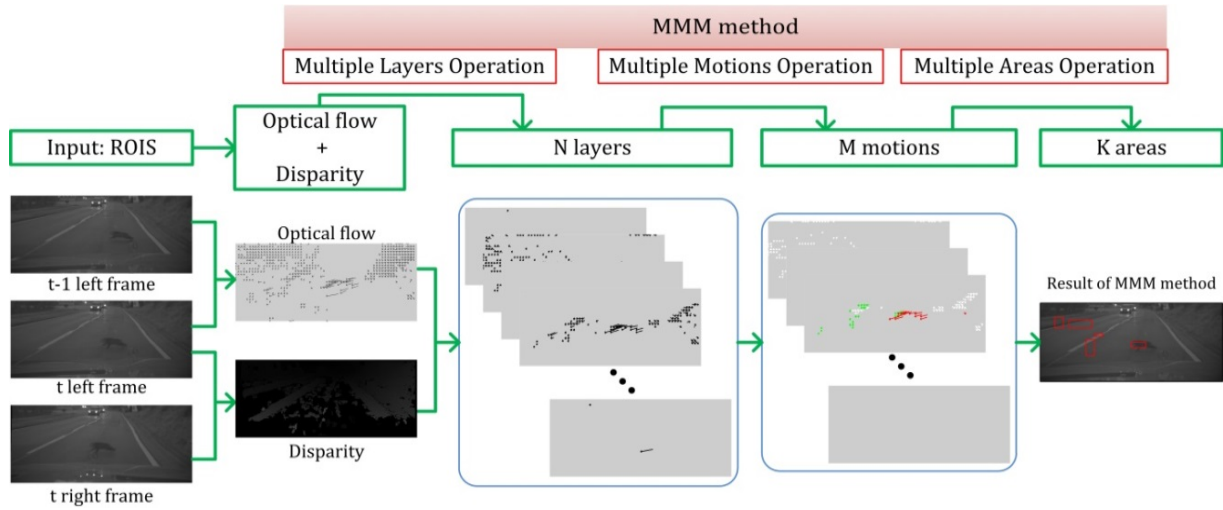 MMM method
Multiple Layers Operation
Multiple Motions Operation
Multiple Areas Operation
Input: ROIS
Optical flow
+
Disparity
N layers
M motions
K areas
t-1 left frame
t left frame
t right frame
Optical flow
Disparity
Result of MMM method